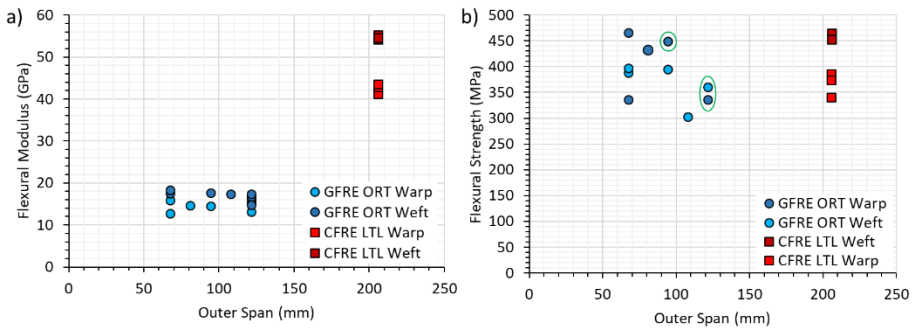 a)
Flexural Modulus (GPa)
60
50
40
30
20
10
0
0 50 100 150 200 250
Outer Span (mm)
GFRE ORT Warp
GFRE ORT Weft
CFRE LTL Warp
CFRE LTL Weft
b)
Flexural Strength (MPa)
500
450
400
350
300
250
200
150
100
50
0
0 50 100 150 200 250
Outer Span (mm)
GFRE ORT Warp
GFRE ORT Weft
CFRE LTL Weft
CFRE LTL Warp